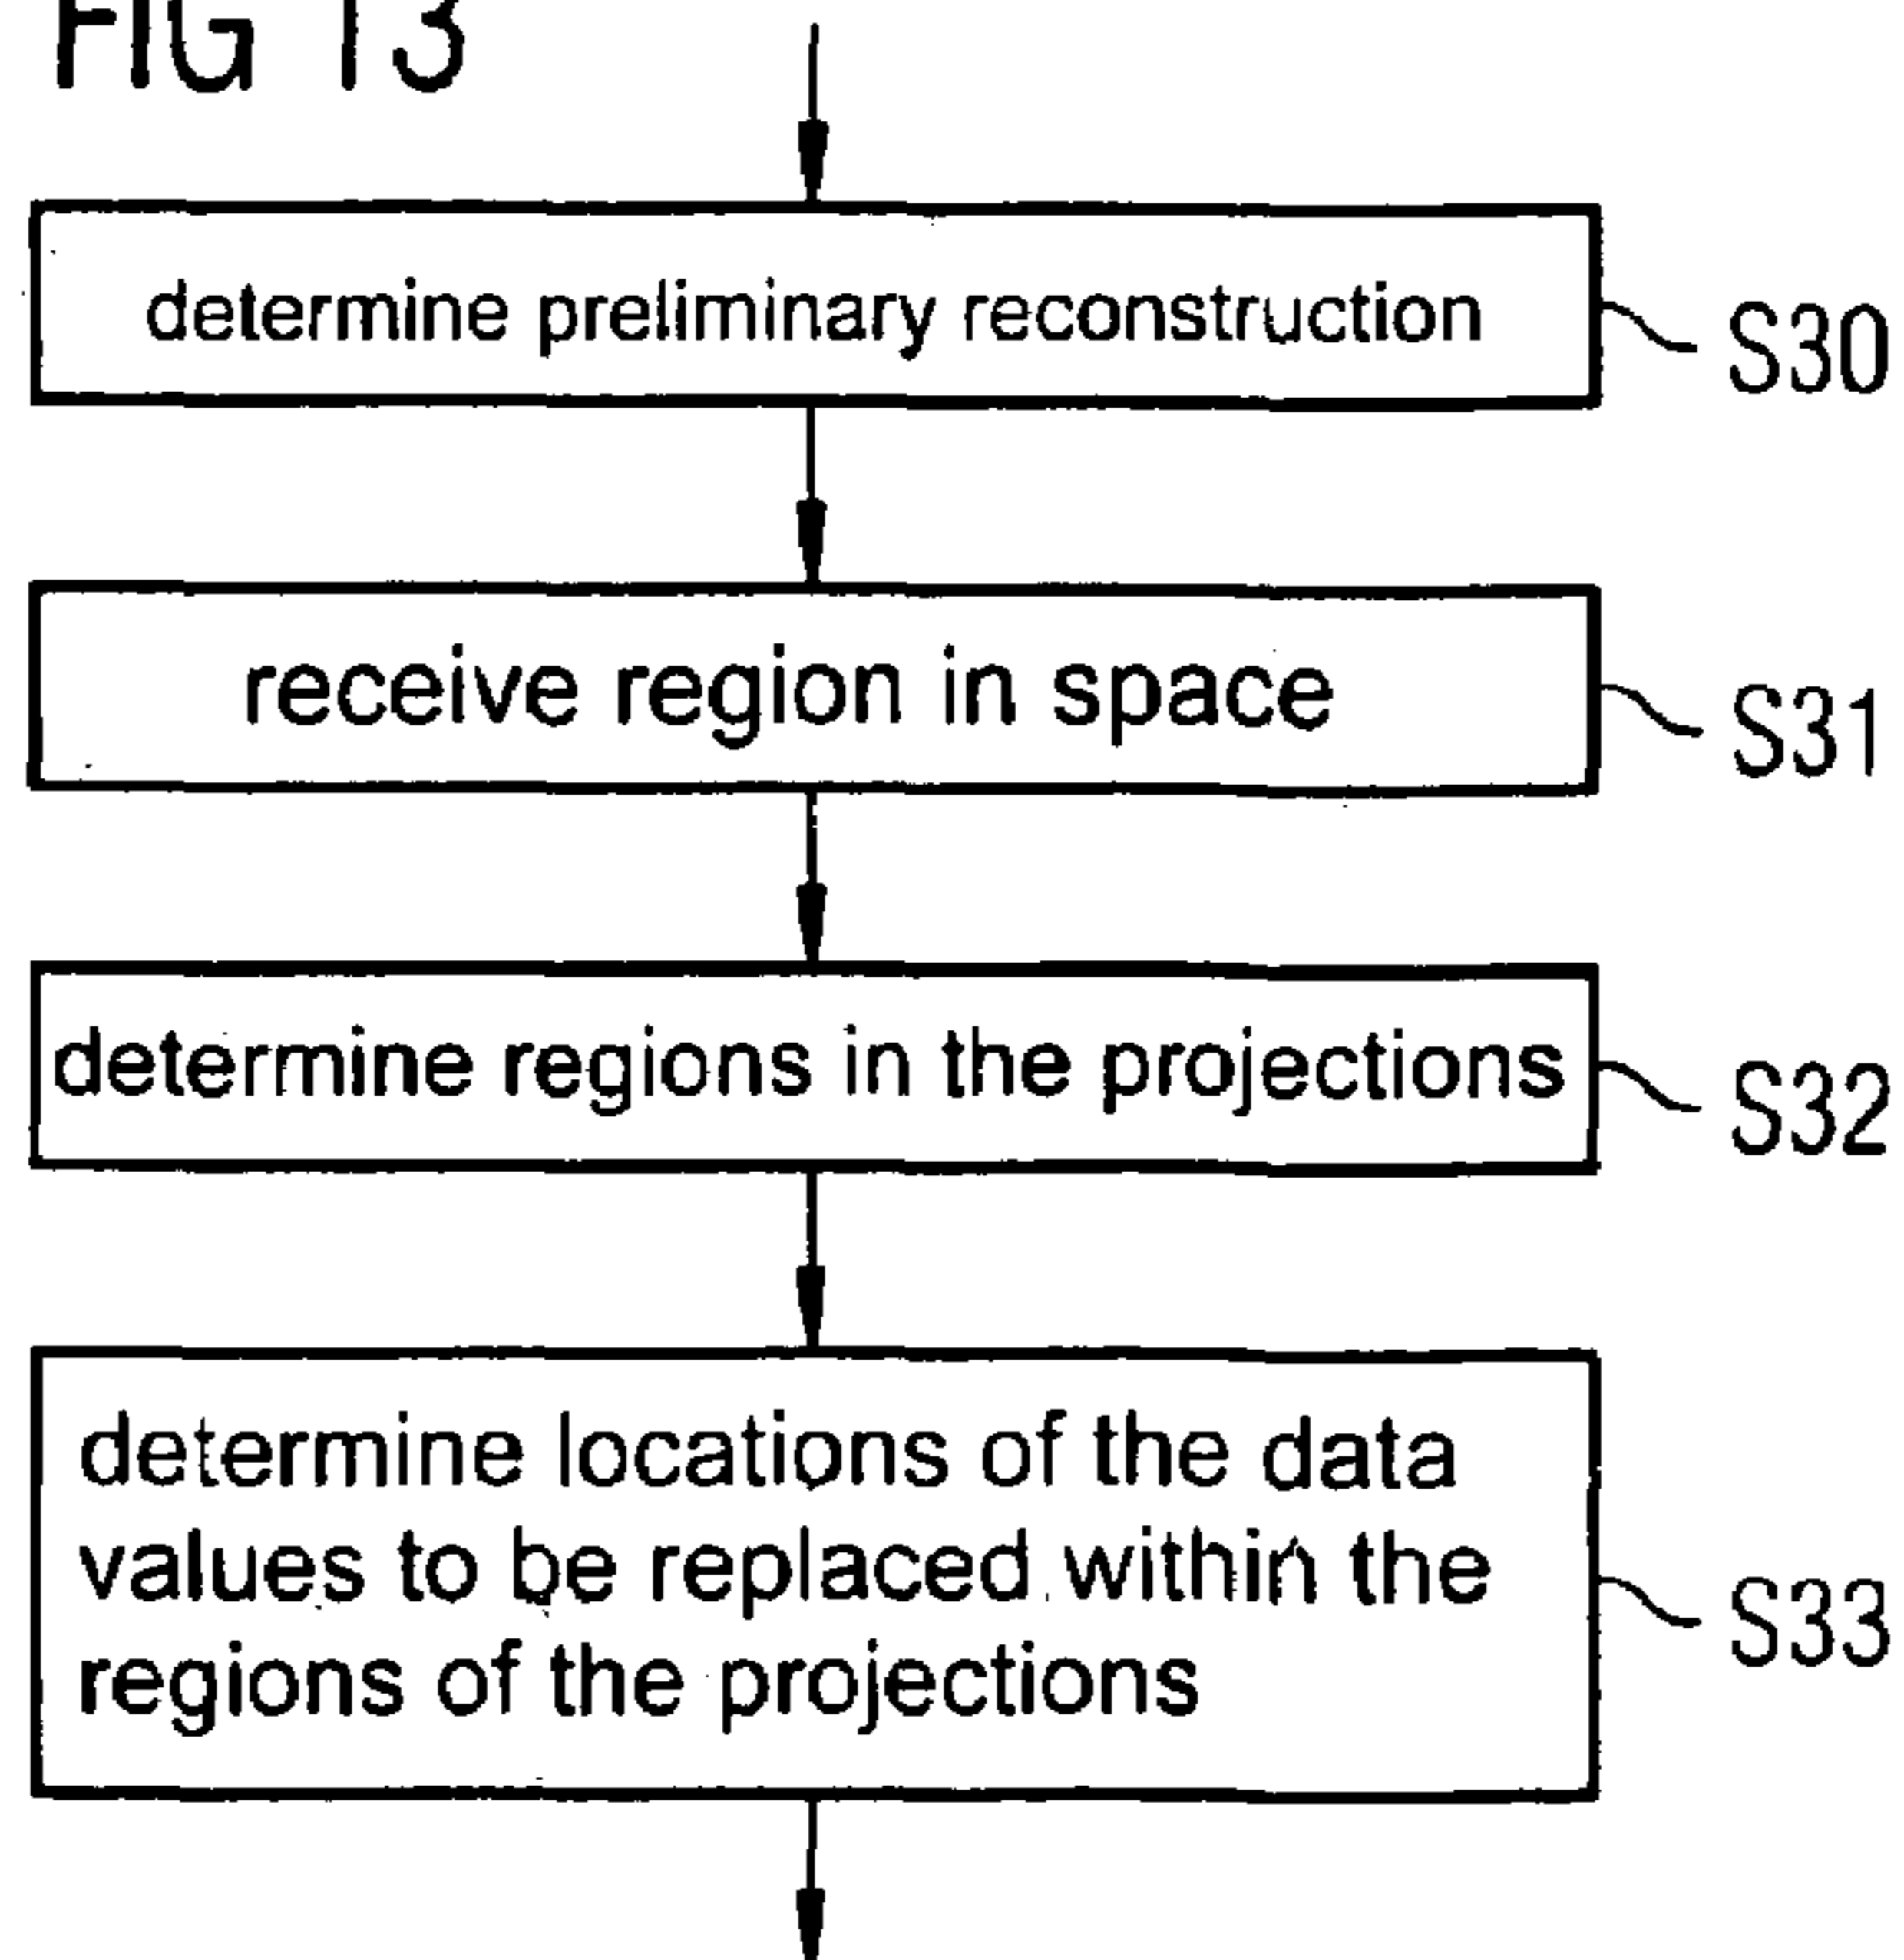 FIG 13
determine preliminary reconstruction
S30
receive region in space
S31
determine regions in the projections
S32
determine locations of the data
values to be replaced within the
regions of the projections
S33